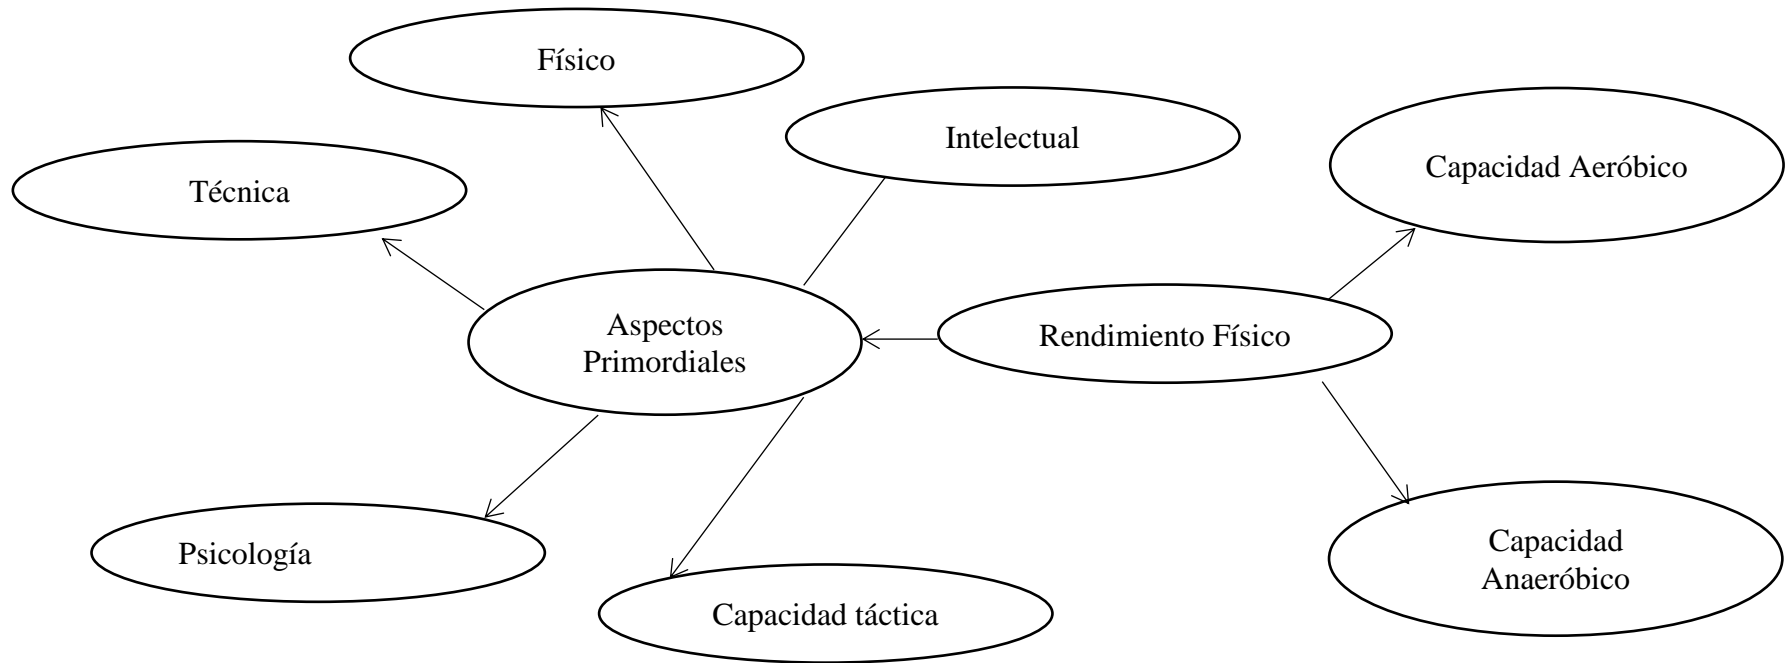 Físico
Intelectual
Capacidad Aeróbico
Técnica
Aspectos
Primordiales
Rendimiento Físico
Psicología
Capacidad táctica
Capacidad
Anaeróbico